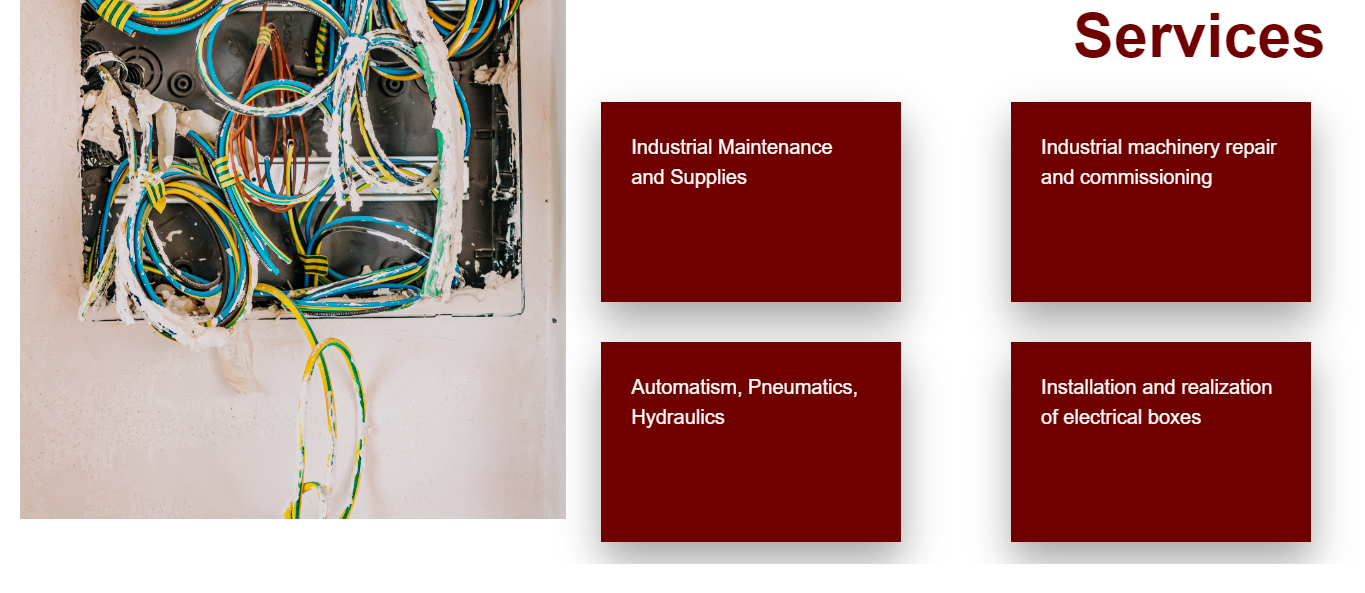 Services
Industrial Maintenance
and Supplies
Industrial machinery repair
and commissioning
Automatism, Pneumatics,
Hydraulics
Installation and realization
of electrical boxes